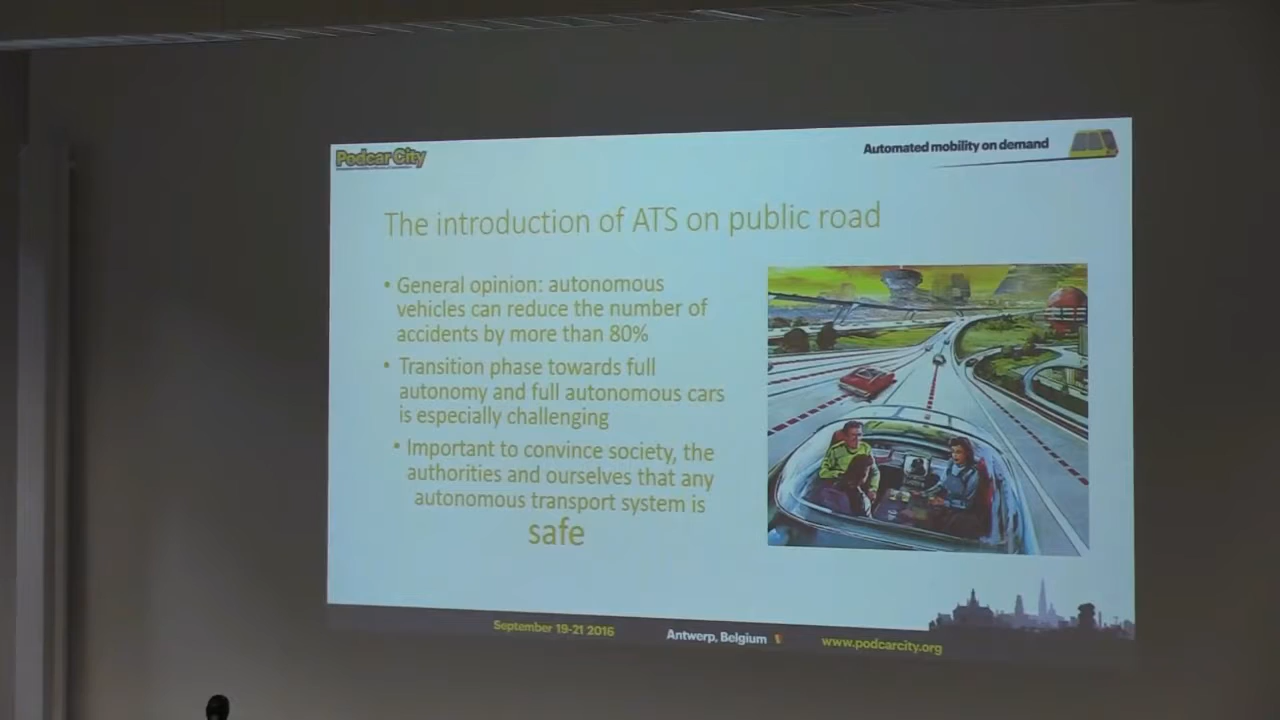 Podcar City
Automated mobility on demand
The introduction of ATS on public road
• General opinion: autonomous
vehicles can reduce the number of
accidents by more than 80%
• Transition phase towards full
autonomy and full autonomous cars
is especially challenging
• Important to convince society, the
authorities and ourselves that any
autonomous transport system is
safe
September 19-21 2016
Antwerp, Belgium
www.podcarcity.org